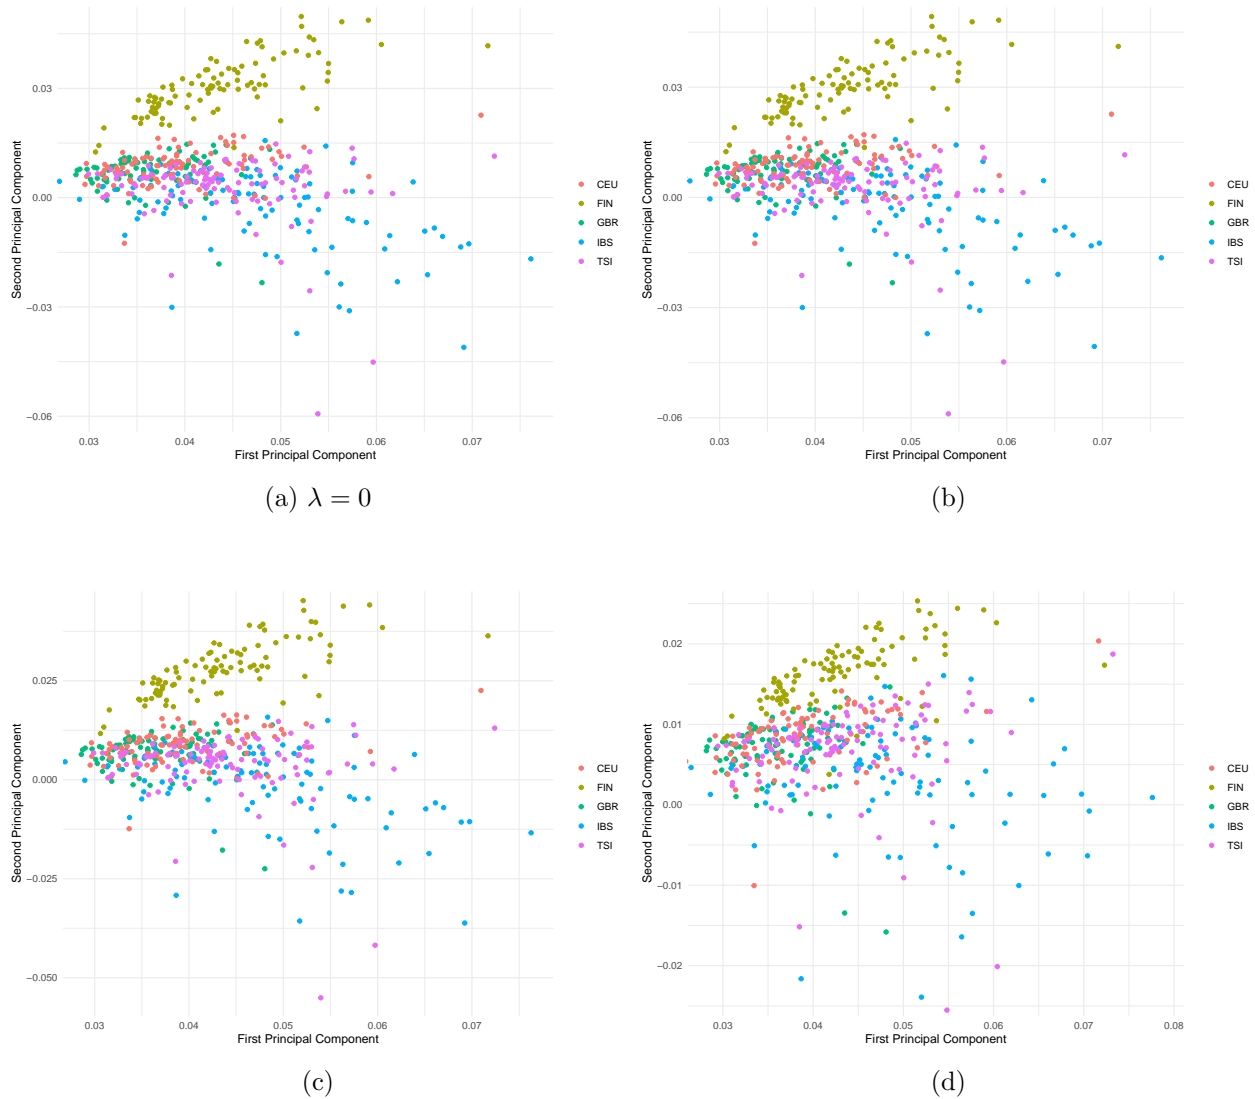 0.03
0.00
−0.03
−0.06
Second Principal Component
0.03 0.04 0.05 0.06 0.07
First Principal Component
CEU
FIN
GBR
IBS
TSI
(a) λ = 0
0.03
0.00
−0.03
−0.06
Second Principal Component
0.03 0.04 0.05 0.06 0.07
First Principal Component
CEU
FIN
GBR
IBS
TSI
(b)
0.025
0.000
−0.025
−0.050
Second Principal Component
0.03 0.04 0.05 0.06 0.07
First Principal Component
CEU
FIN
GBR
IBS
TSI
(c)
0.02
0.01
0.00
−0.01
−0.02
Second Principal Component
0.03 0.04 0.05 0.06 0.07 0.08
First Principal Component
CEU
FIN
GBR
IBS
TSI
(d)